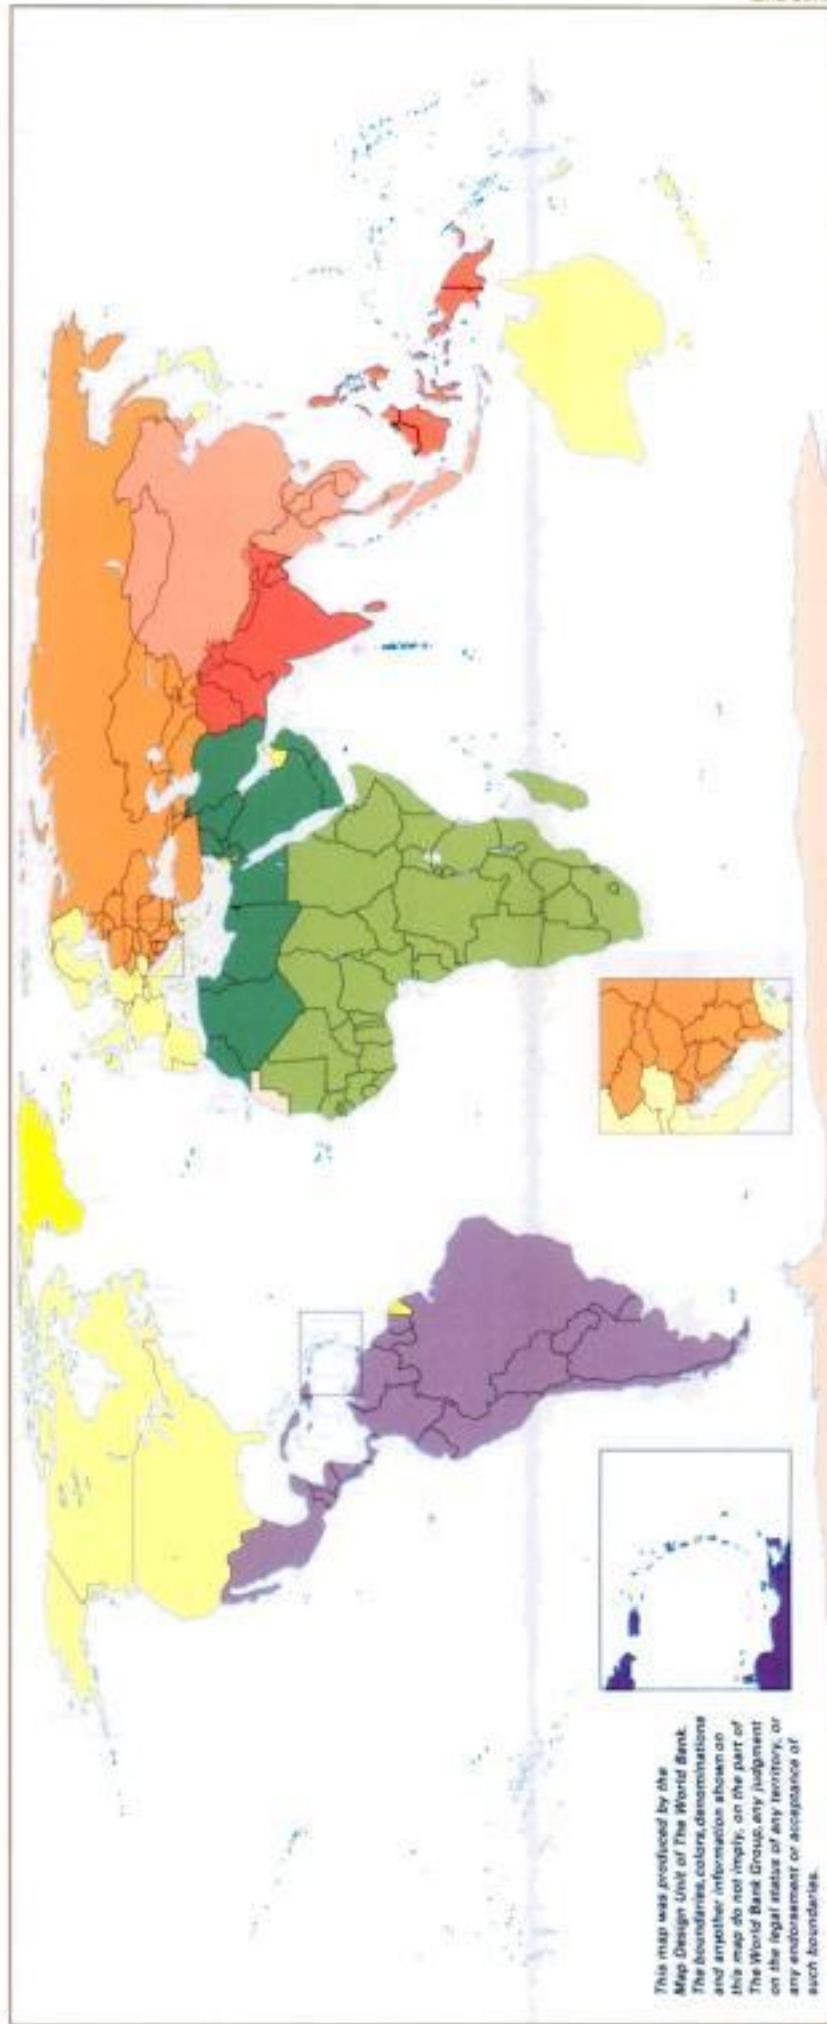 This map was produced by the
Map Design Unit of The World Bank.
The boundaries, colors, denominations
and anyother information shown on
this map do not imply, on the part of
The World Bank Group, any judgment
on the legal status of any territory, or
any endorsement or acceptance of
such boundaries.